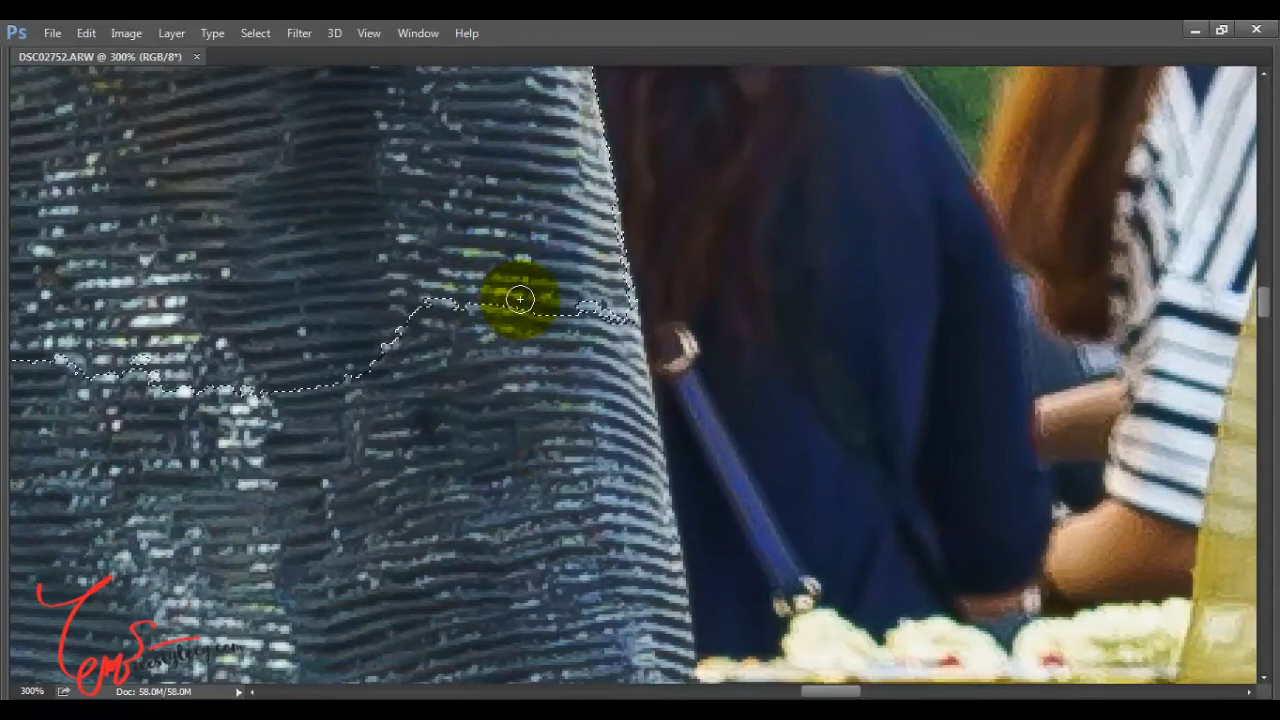 Ps File Edit Image Layer Type Select Filter 3D View Window Help
DSC02752.ARW @ 300% (RGB/8*) ×
300% Doc: 58.0M/58.0M